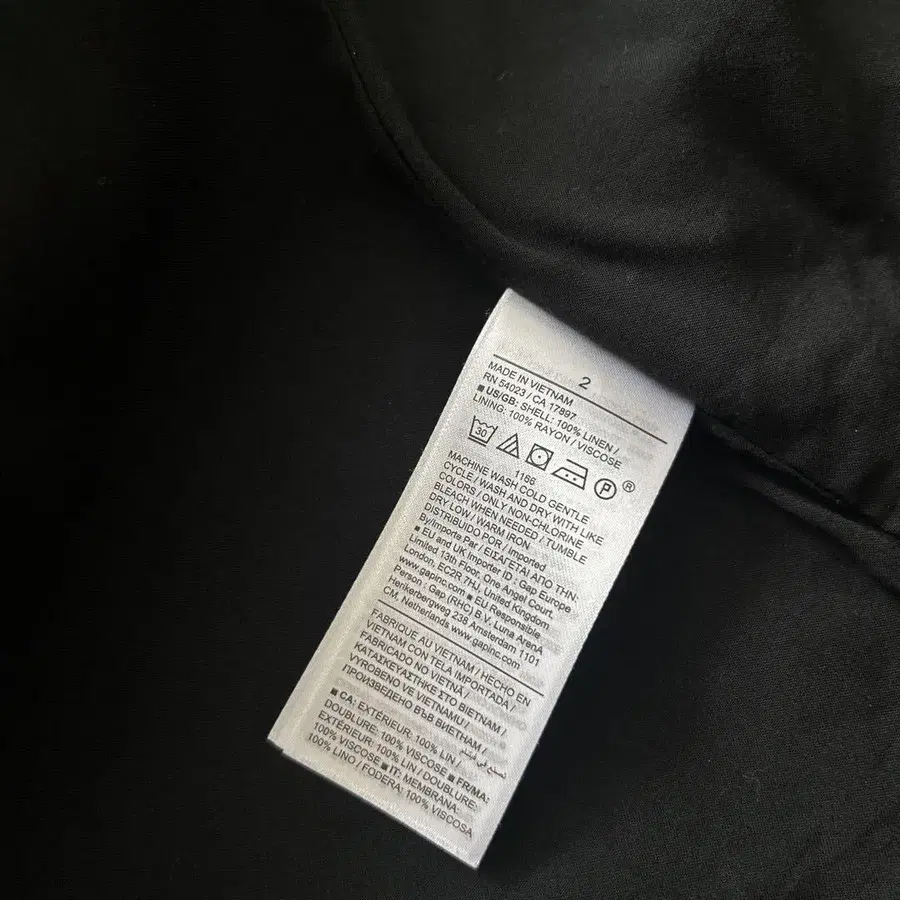 2
MADE IN VIETNAM
RN 54023 / CA 17897
■ US/GB: SHELL: 100% LINEN /
LINING: 100% RAYON / VISCOSE
30 P ®
1186
MACHINE WASH COLD GENTLE
CYCLE / WASH AND DRY WITH LIKE
COLORS / ONLY NON-CHLORINE
BLEACH WHEN NEEDED / TUMBLE
DRY LOW / WARM IRON
DISTRIBUIDO POR / Imported
By/Importe Par / ΕΙΣΑΓΕΤΑΙ ΑΠΟ ΤΗΝ:
■ EU and UK Importer ID : Gap Europe
Limited 13th Floor, One Angel Court,
London, EC2R 7HJ, United Kingdom
www.gapinc.com ■ EU Responsible
Person : Gap (RHC) B.V. Luna Arena
Herikerbergweg 238 Amsterdam 1101
CM, Netherlands www.gapinc.com
FABRIQUÉ AU VIETNAM / HECHO EN
VIETNAM CON TELA IMPORTADA /
FABRICADO NO VIETNÃ /
ΚΑΤΑΣΚΕΥΑΣΤΗΚΕ ΣΤΟ ΒΙΕΤΝΑΜ /
VYROBENO VE VIETNAMU /
ПРОИЗВЕДЕНО ВЪВ ВИЕТНАМ /
صنع في فيتنام
■ CA: EXTÉRIEUR: 100% LIN /
DOUBLURE: 100% VISCOSE ■ FR/MA:
EXTÉRIEUR: 100% LIN / DOUBLURE:
100% VISCOSE ■ IT: MEMBRANA:
100% LINO / FODERA: 100% VISCOSA